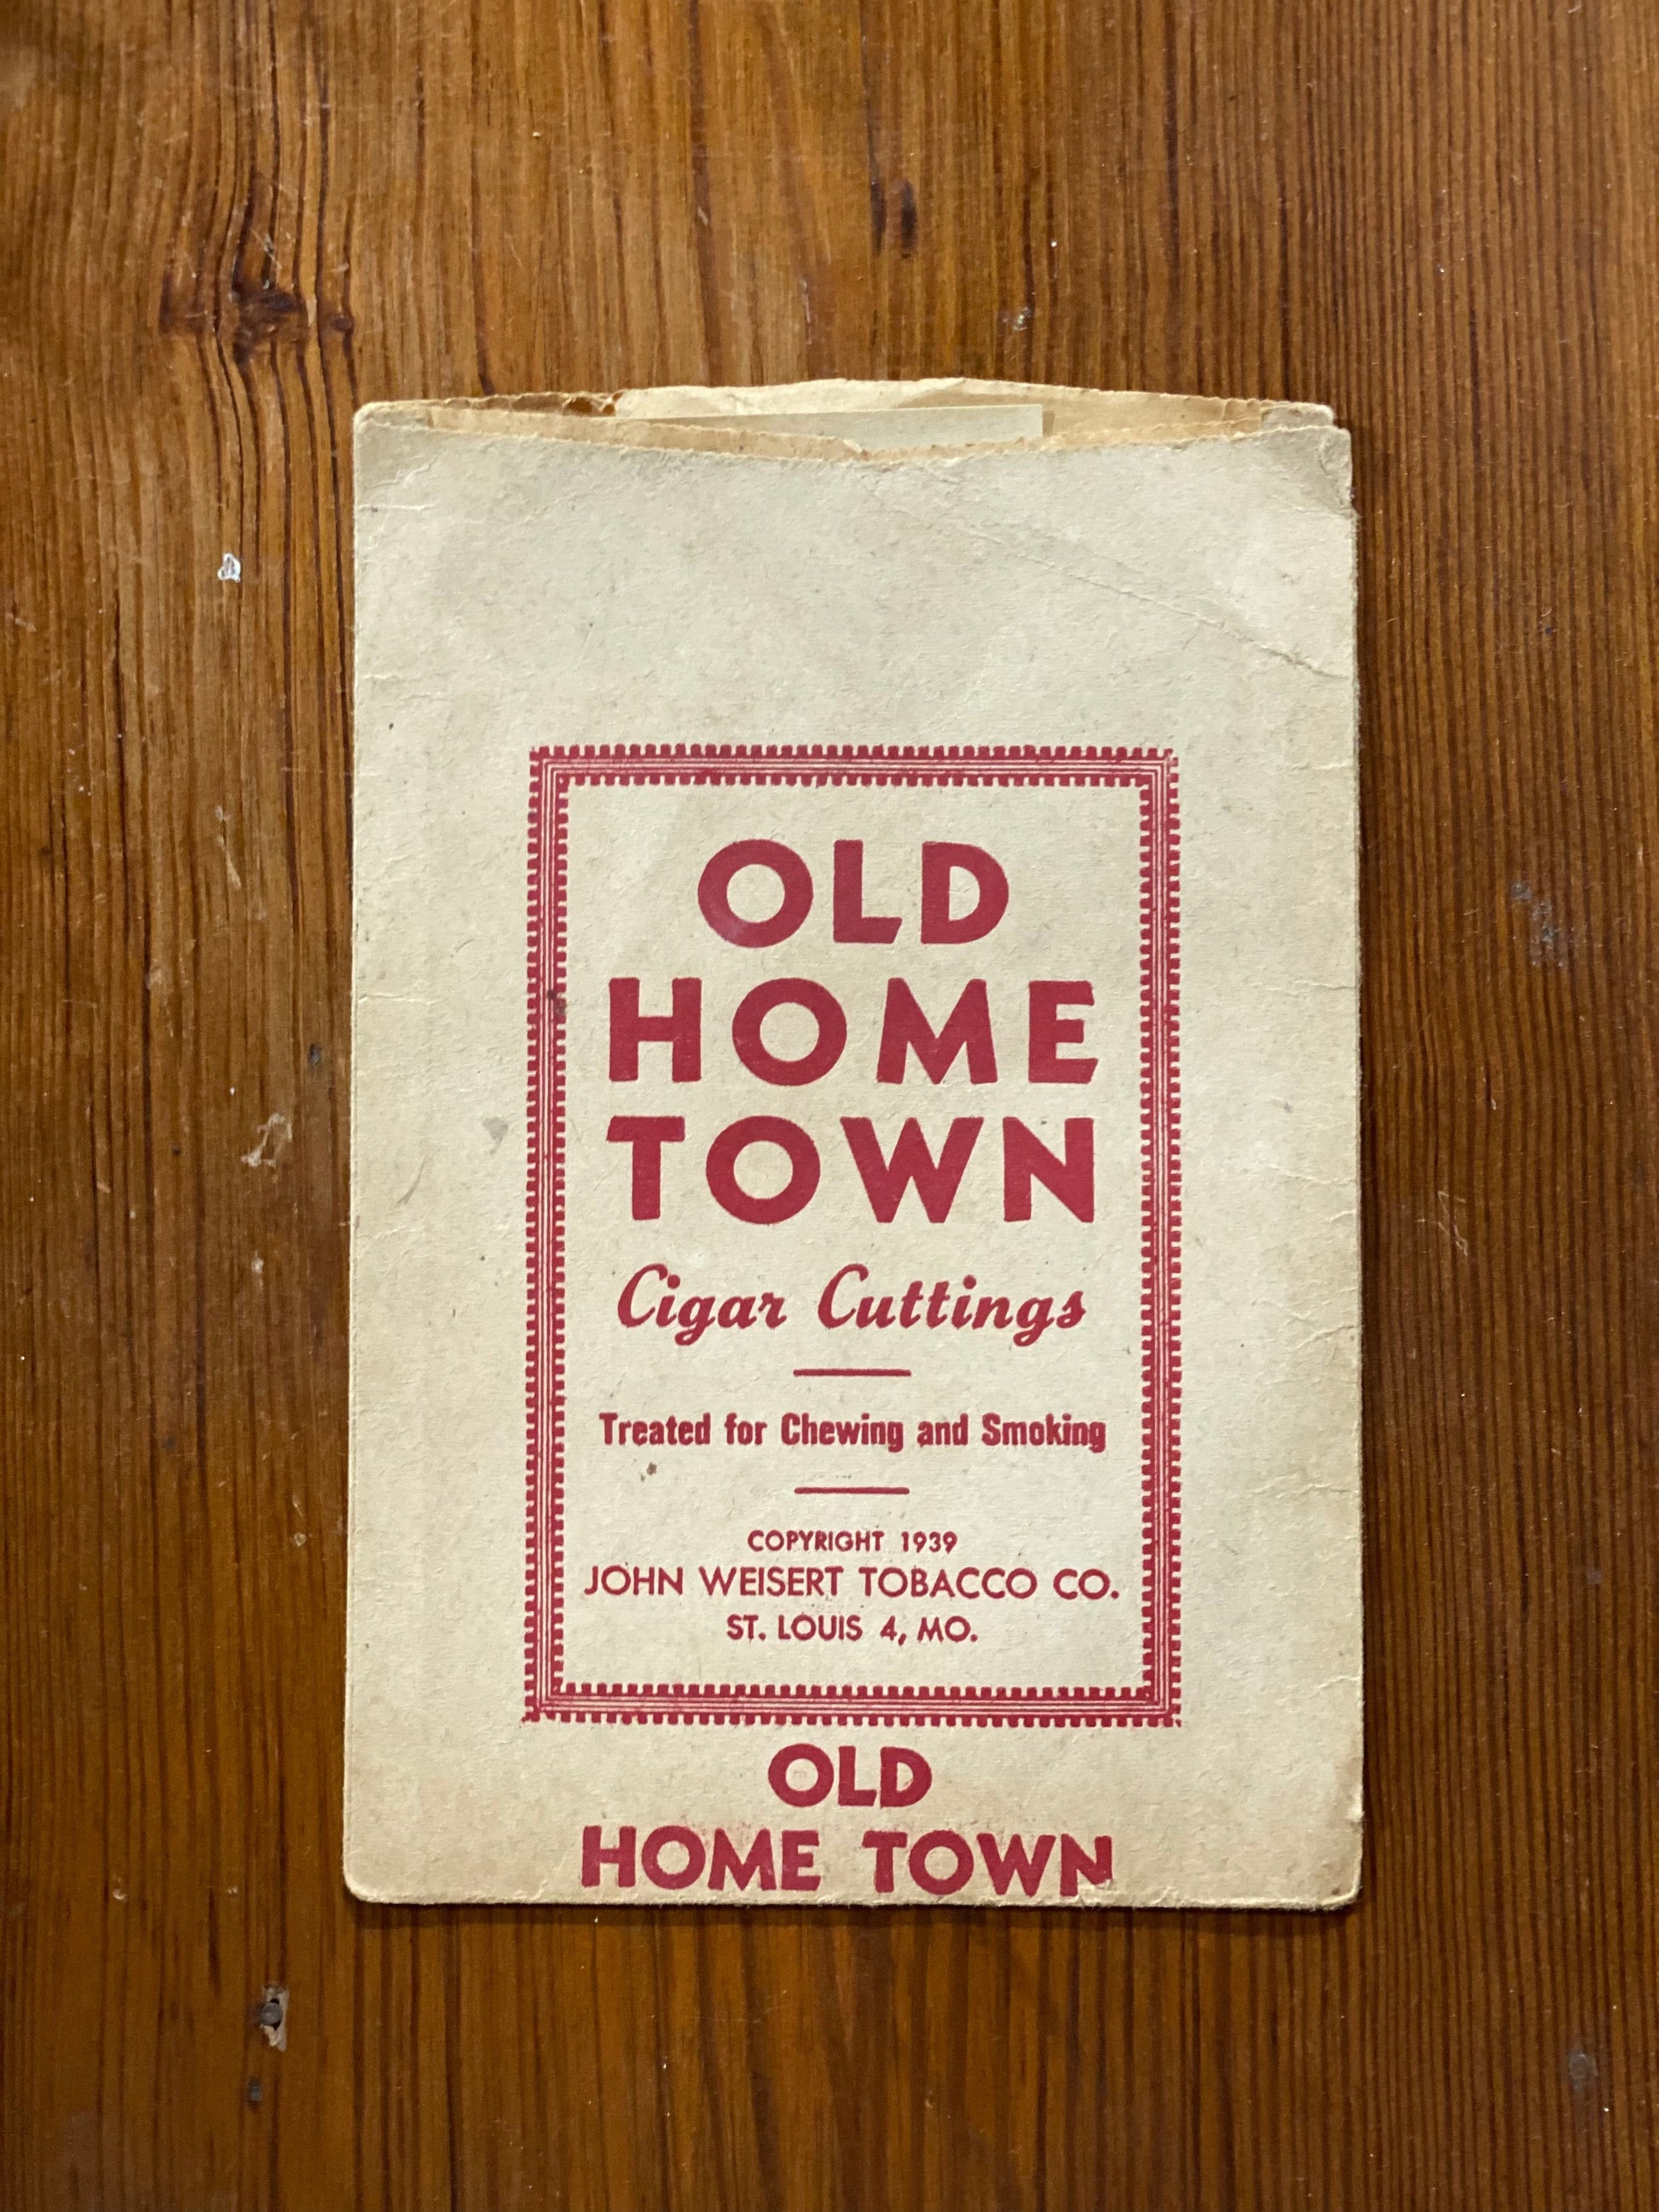 OLD
HOME
TOWN
Cigar Cuttings
Treated for Chewing and Smoking
COPYRIGHT 1939
JOHN WEISERT TOBACCO CO.
ST. LOUIS 4, MO.
OLD
HOME TOWN